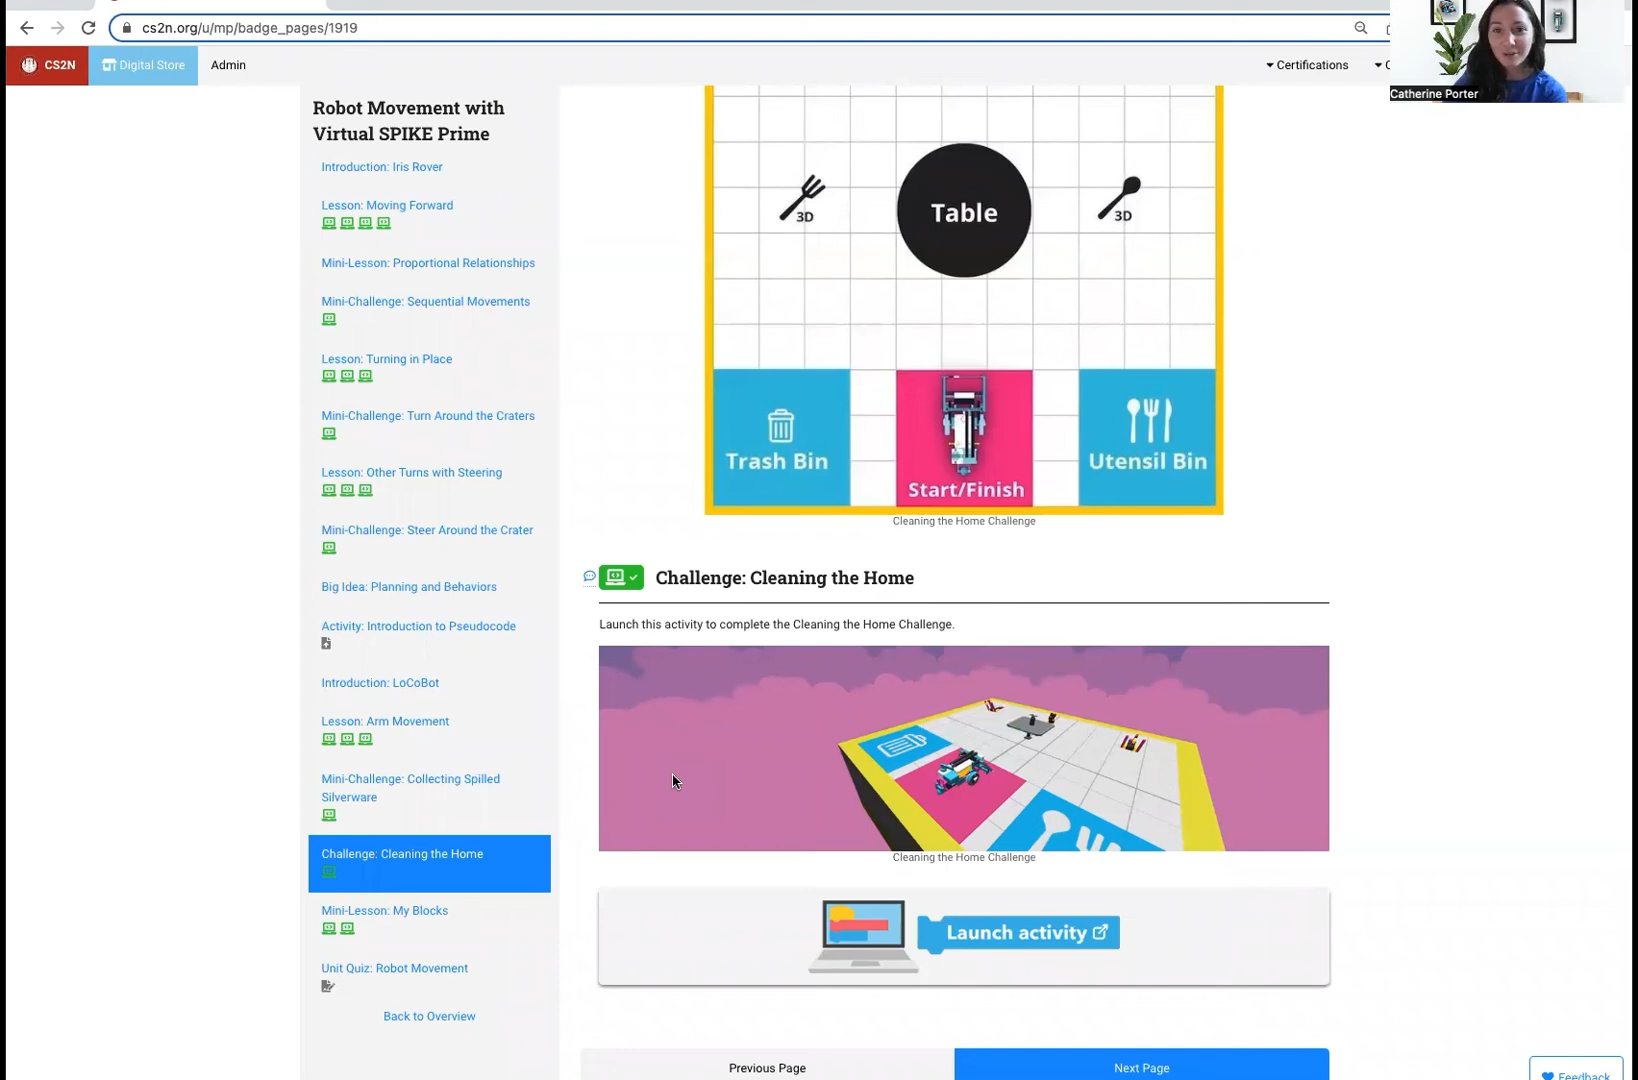 cs2n.org/u/mp/badge_pages/1919
CS2N
Digital Store
Admin
Certifications
Catherine Porter
Robot Movement with
Virtual SPIKE Prime
Introduction: Iris Rover
Lesson: Moving Forward
Mini-Lesson: Proportional Relationships
Mini-Challenge: Sequential Movements
Lesson: Turning in Place
Mini-Challenge: Turn Around the Craters
Lesson: Other Turns with Steering
Mini-Challenge: Steer Around the Crater
Big Idea: Planning and Behaviors
Activity: Introduction to Pseudocode
Introduction: LoCoBot
Lesson: Arm Movement
Mini-Challenge: Collecting Spilled
Silverware
Challenge: Cleaning the Home
Mini-Lesson: My Blocks
Unit Quiz: Robot Movement
Back to Overview
3D
Table
3D
Trash Bin
Start/Finish
Utensil Bin
Cleaning the Home Challenge
Challenge: Cleaning the Home
Launch this activity to complete the Cleaning the Home Challenge.
Cleaning the Home Challenge
Launch activity
Previous Page
Next Page
Feedback